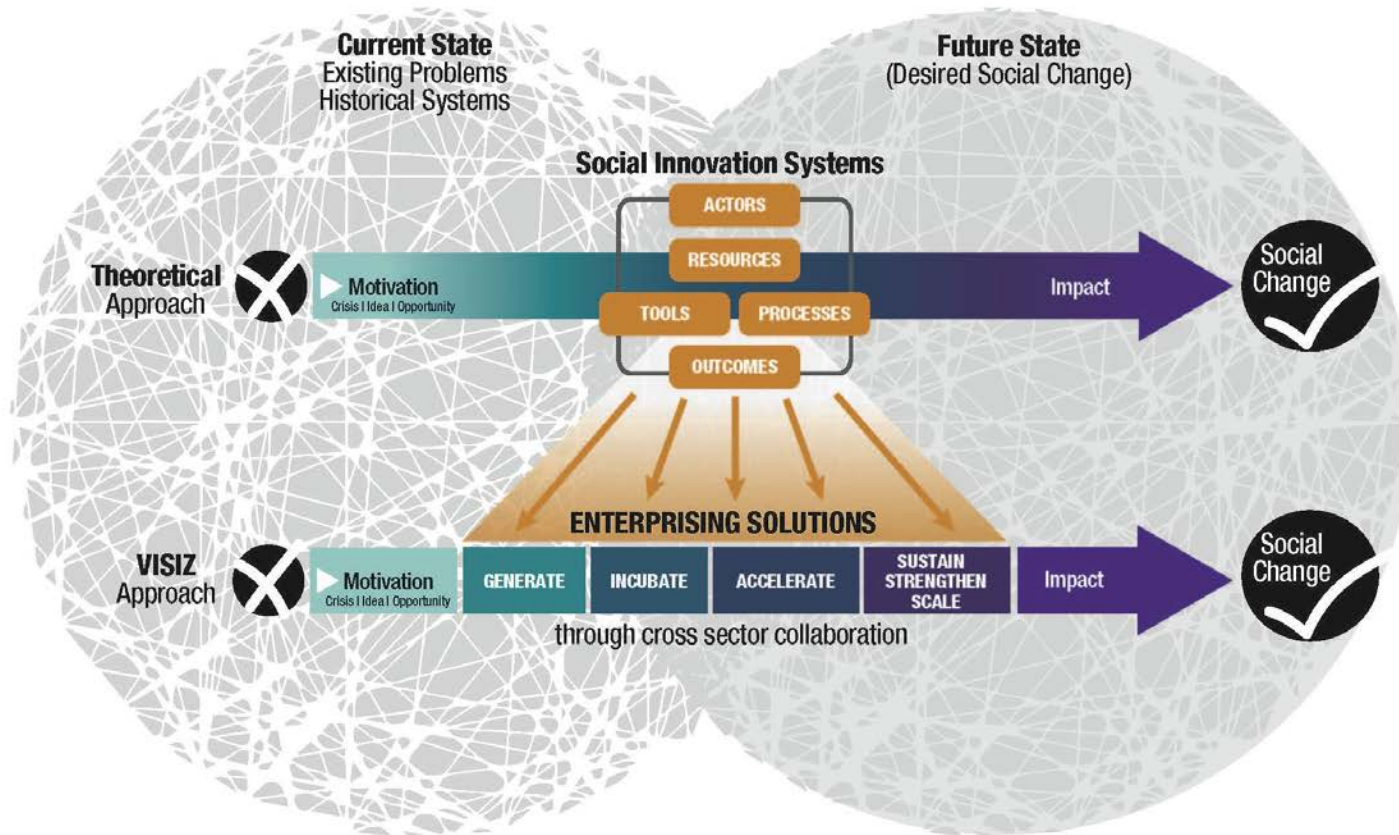 Current State
Existing Problems
Historical Systems
Future State
(Desired Social Change)
Social Innovation Systems
ACTORS
RESOURCES
TOOLS
PROCESSES
OUTCOMES
Theoretical
Approach
Motivation
Crisis | Idea | Opportunity
Impact
Social
Change
ENTERPRISING SOLUTIONS
VISIZ
Approach
Motivation
Crisis | Idea | Opportunity
GENERATE
INCUBATE
ACCELERATE
SUSTAIN
STRENGTHEN
SCALE
Impact
Social
Change
through cross sector collaboration